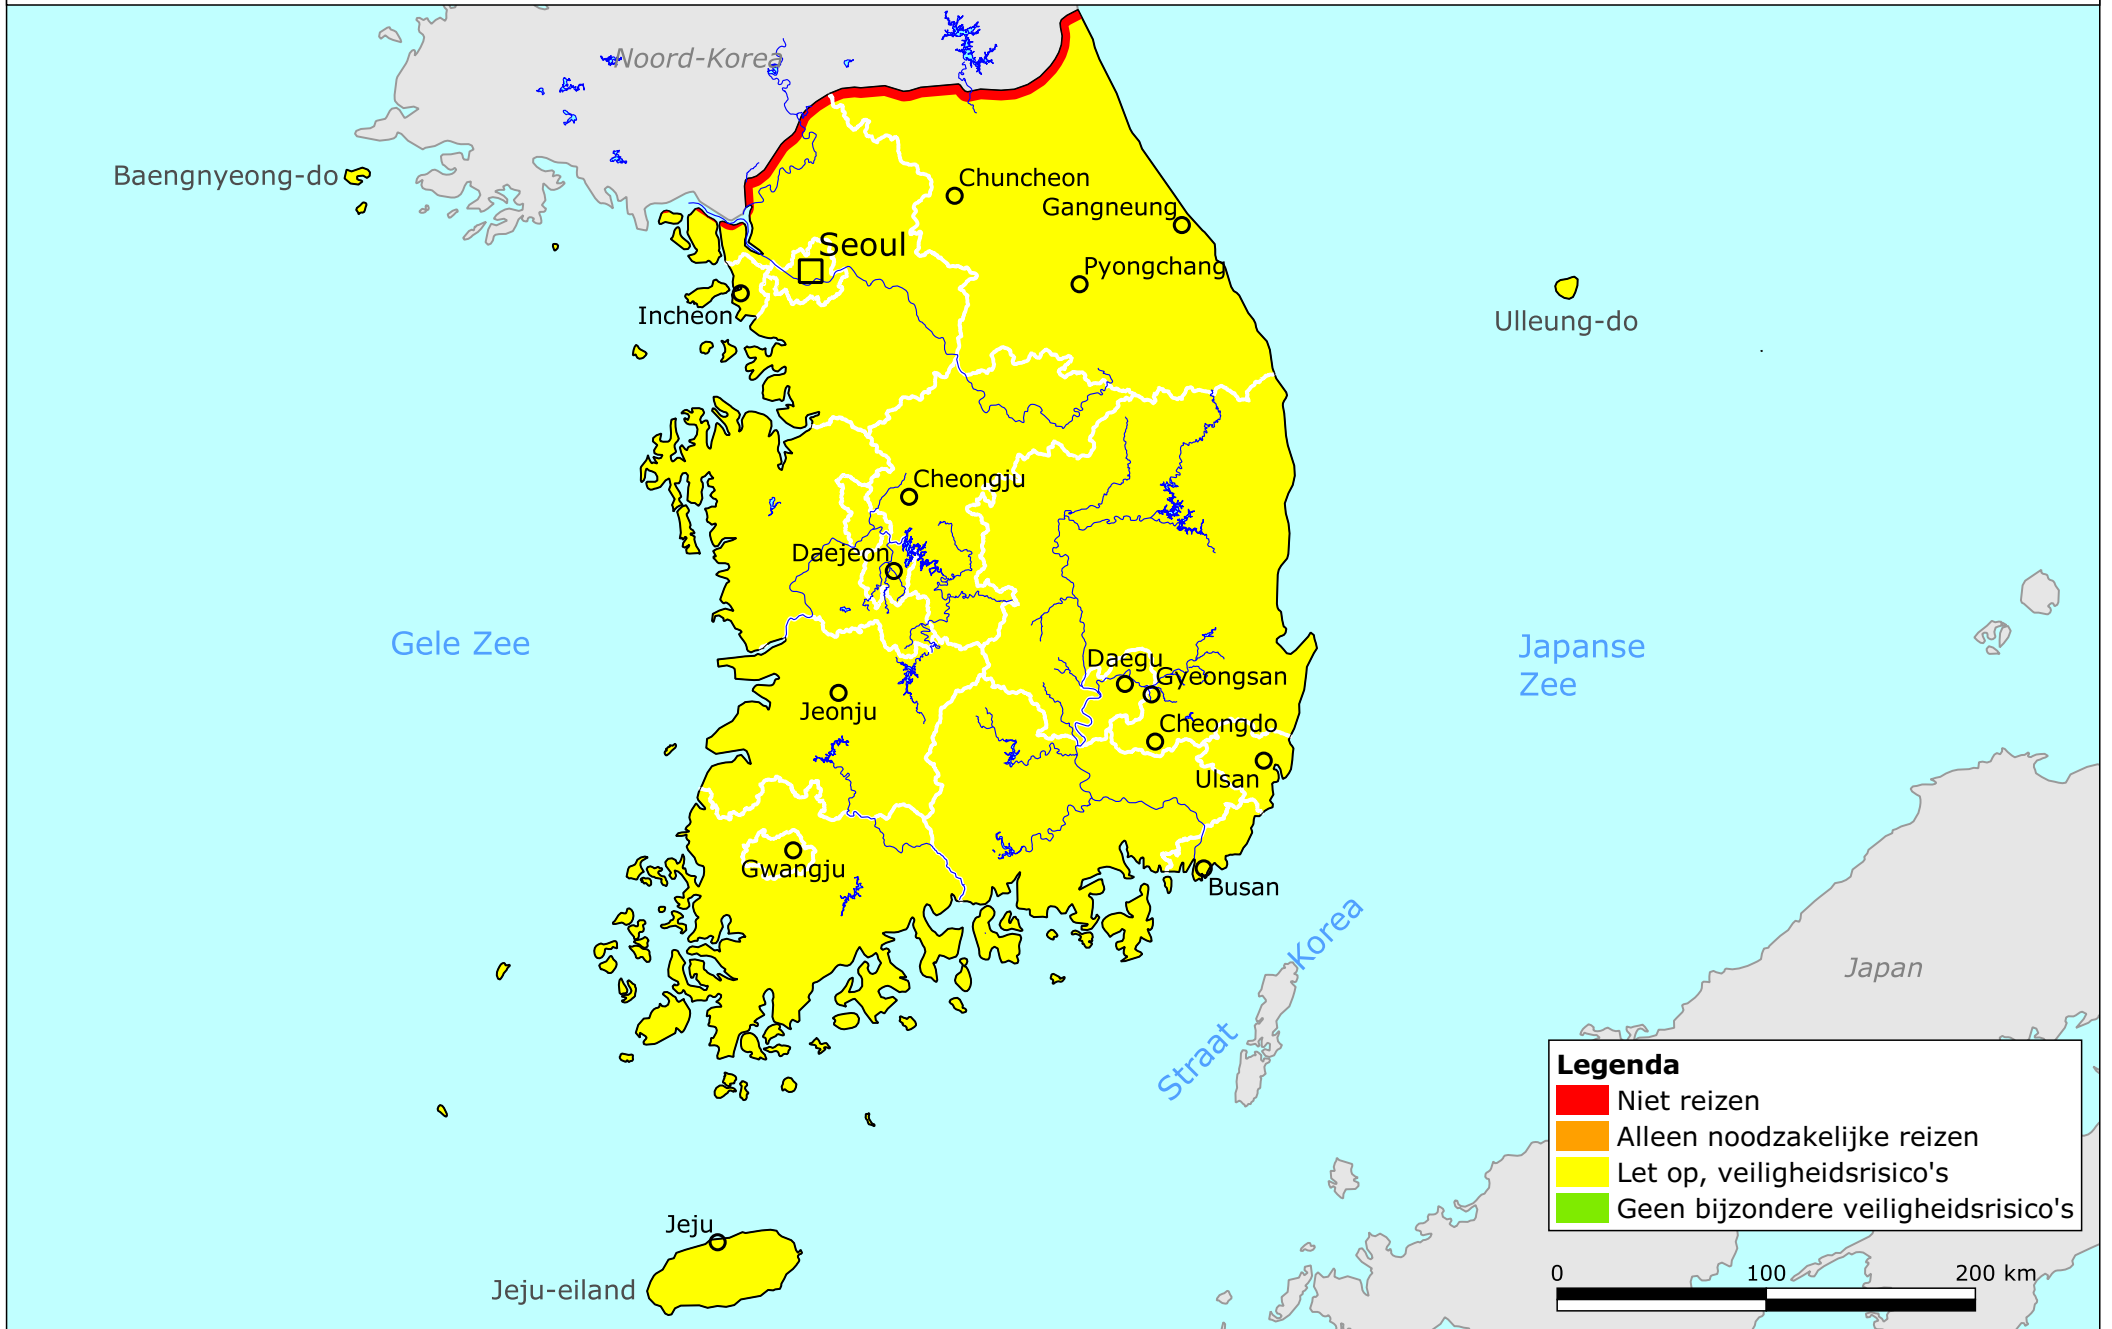 Noord-Korea
Baengnyeong-do
Chuncheon
Gangneung
Seoul
Pyongchang
Incheon
Ulleung-do
Cheongju
Daejeon
Gele Zee
Japanse
Zee
Daegu
Gyeongsan
Jeonju
Cheongdo
Ulsan
Gwangju
Busan
Straat Korea
Japan
Legenda
Niet reizen
Alleen noodzakelijke reizen
Let op, veiligheidsrisico's
Geen bijzondere veiligheidsrisico's
Jeju
Jeju-eiland
0 100 200 km